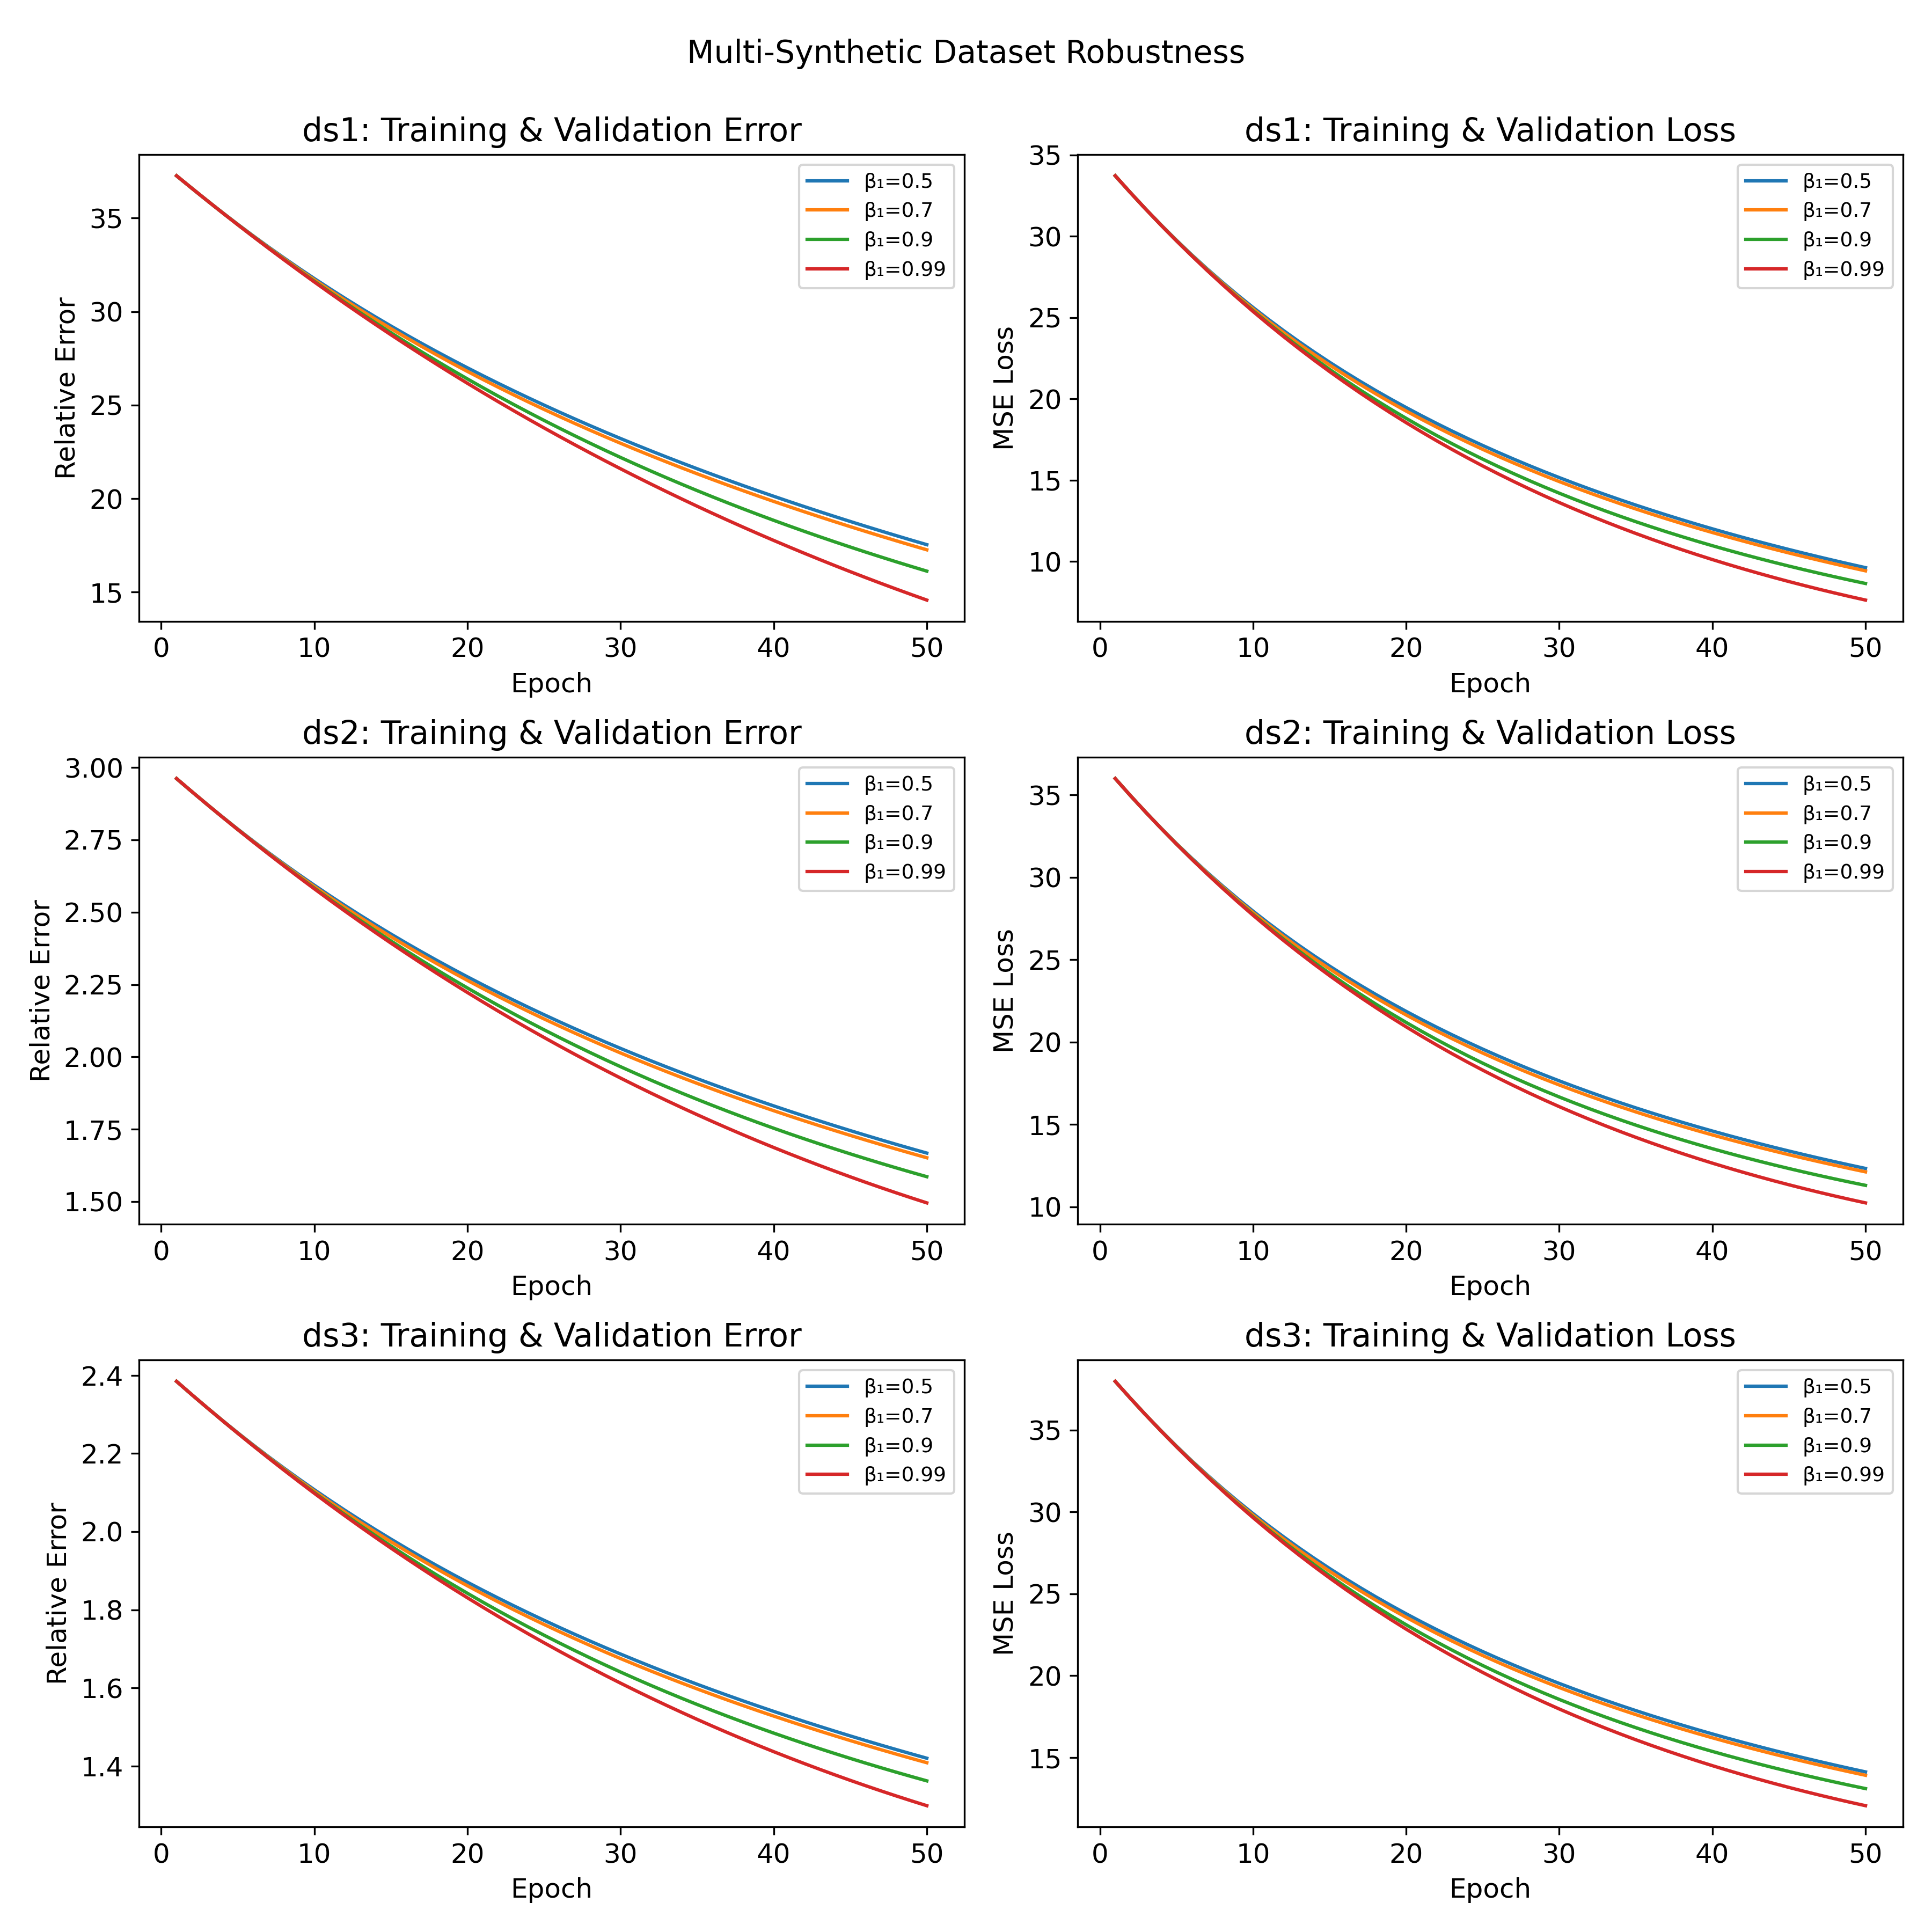 Multi-Synthetic Dataset Robustness
ds1: Training & Validation Error
Relative Error
35
30
25
20
15
0 10 20 30 40 50
Epoch
β₁=0.5
β₁=0.7
β₁=0.9
β₁=0.99
ds1: Training & Validation Loss
MSE Loss
35
30
25
20
15
10
0 10 20 30 40 50
Epoch
β₁=0.5
β₁=0.7
β₁=0.9
β₁=0.99
ds2: Training & Validation Error
Relative Error
3.00
2.75
2.50
2.25
2.00
1.75
1.50
0 10 20 30 40 50
Epoch
β₁=0.5
β₁=0.7
β₁=0.9
β₁=0.99
ds2: Training & Validation Loss
MSE Loss
35
30
25
20
15
10
0 10 20 30 40 50
Epoch
β₁=0.5
β₁=0.7
β₁=0.9
β₁=0.99
ds3: Training & Validation Error
Relative Error
2.4
2.2
2.0
1.8
1.6
1.4
0 10 20 30 40 50
Epoch
β₁=0.5
β₁=0.7
β₁=0.9
β₁=0.99
ds3: Training & Validation Loss
MSE Loss
35
30
25
20
15
0 10 20 30 40 50
Epoch
β₁=0.5
β₁=0.7
β₁=0.9
β₁=0.99